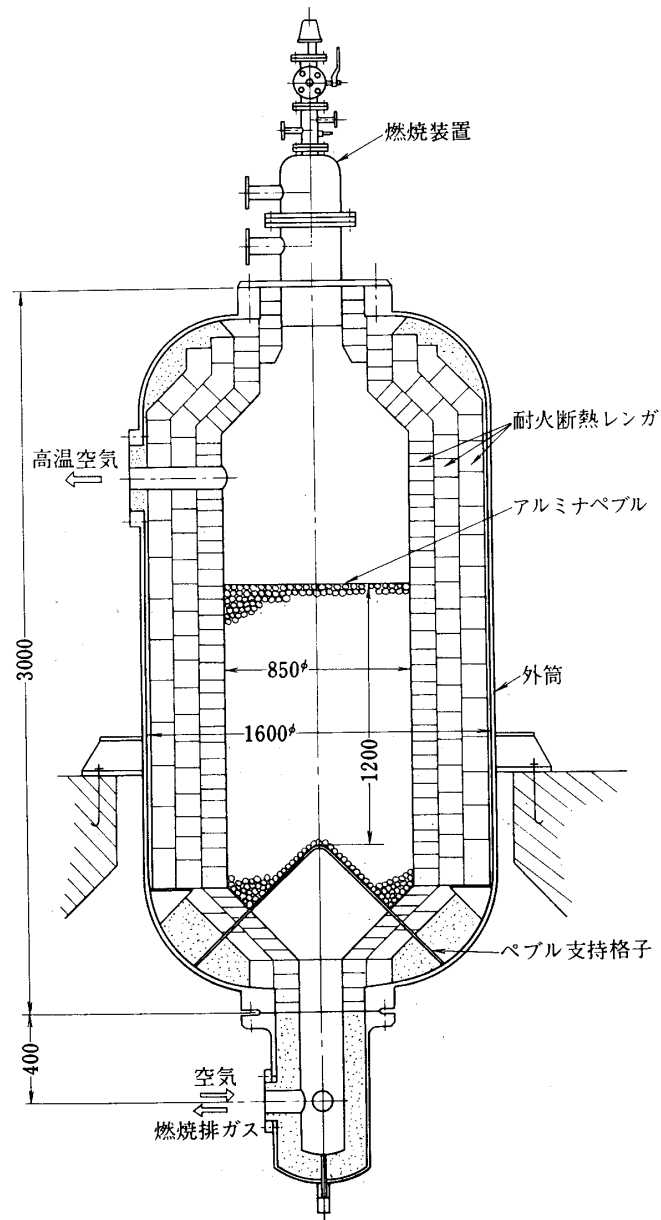 燃焼装置
耐火断熱レンガ
高温空気
アルミナペブル
3000
850φ
外筒
1600φ
1200
ペブル支持格子
400
空気
燃焼排ガス